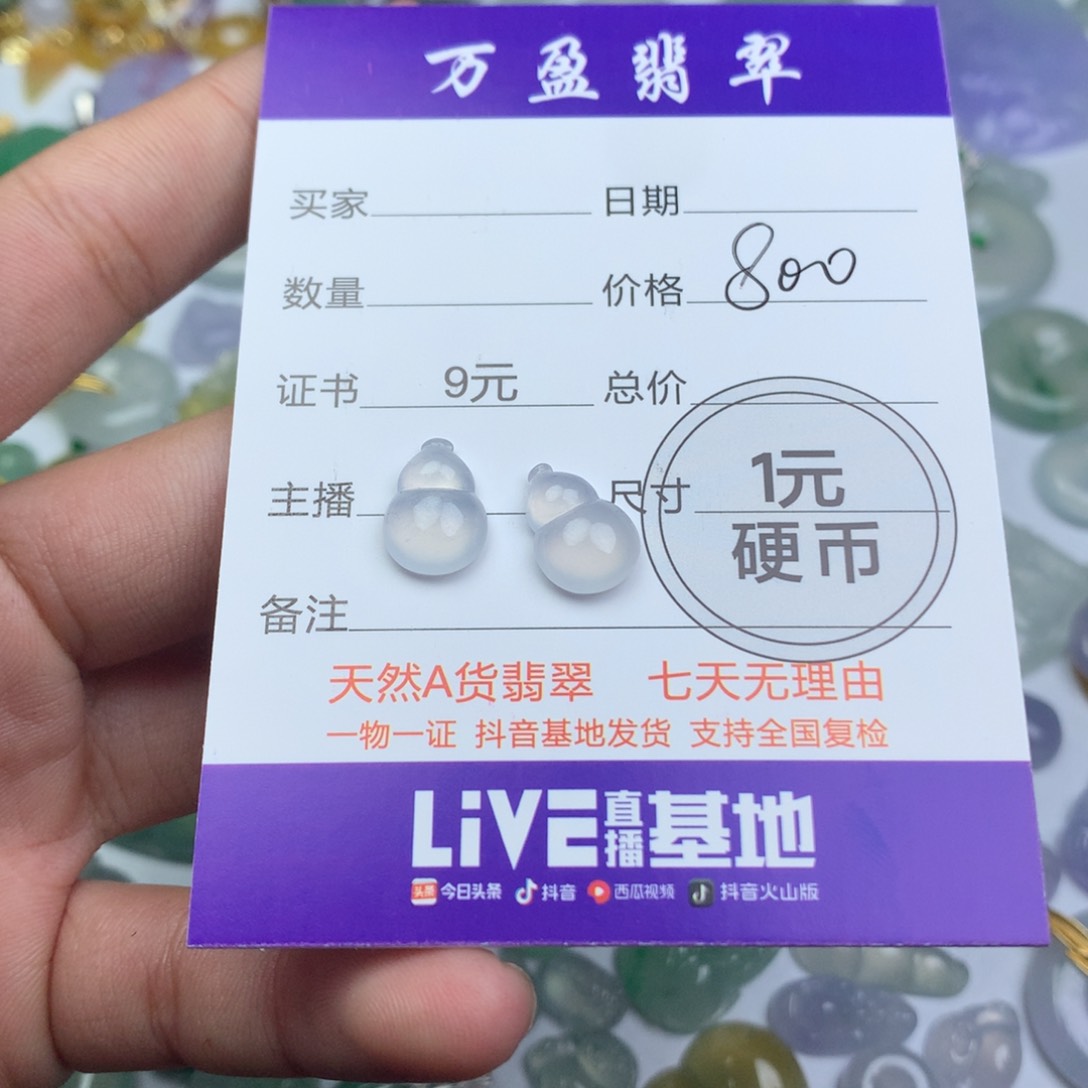 万盈翡翠
买家 日期
数量 价格 800
证书 9元 总价
主播 尺寸 1元
硬币
备注
天然A货翡翠 七天无理由
一物一证 抖音基地发货 支持全国复检
LiVE直播基地
头条 今日头条 抖音 西瓜视频 抖音火山版